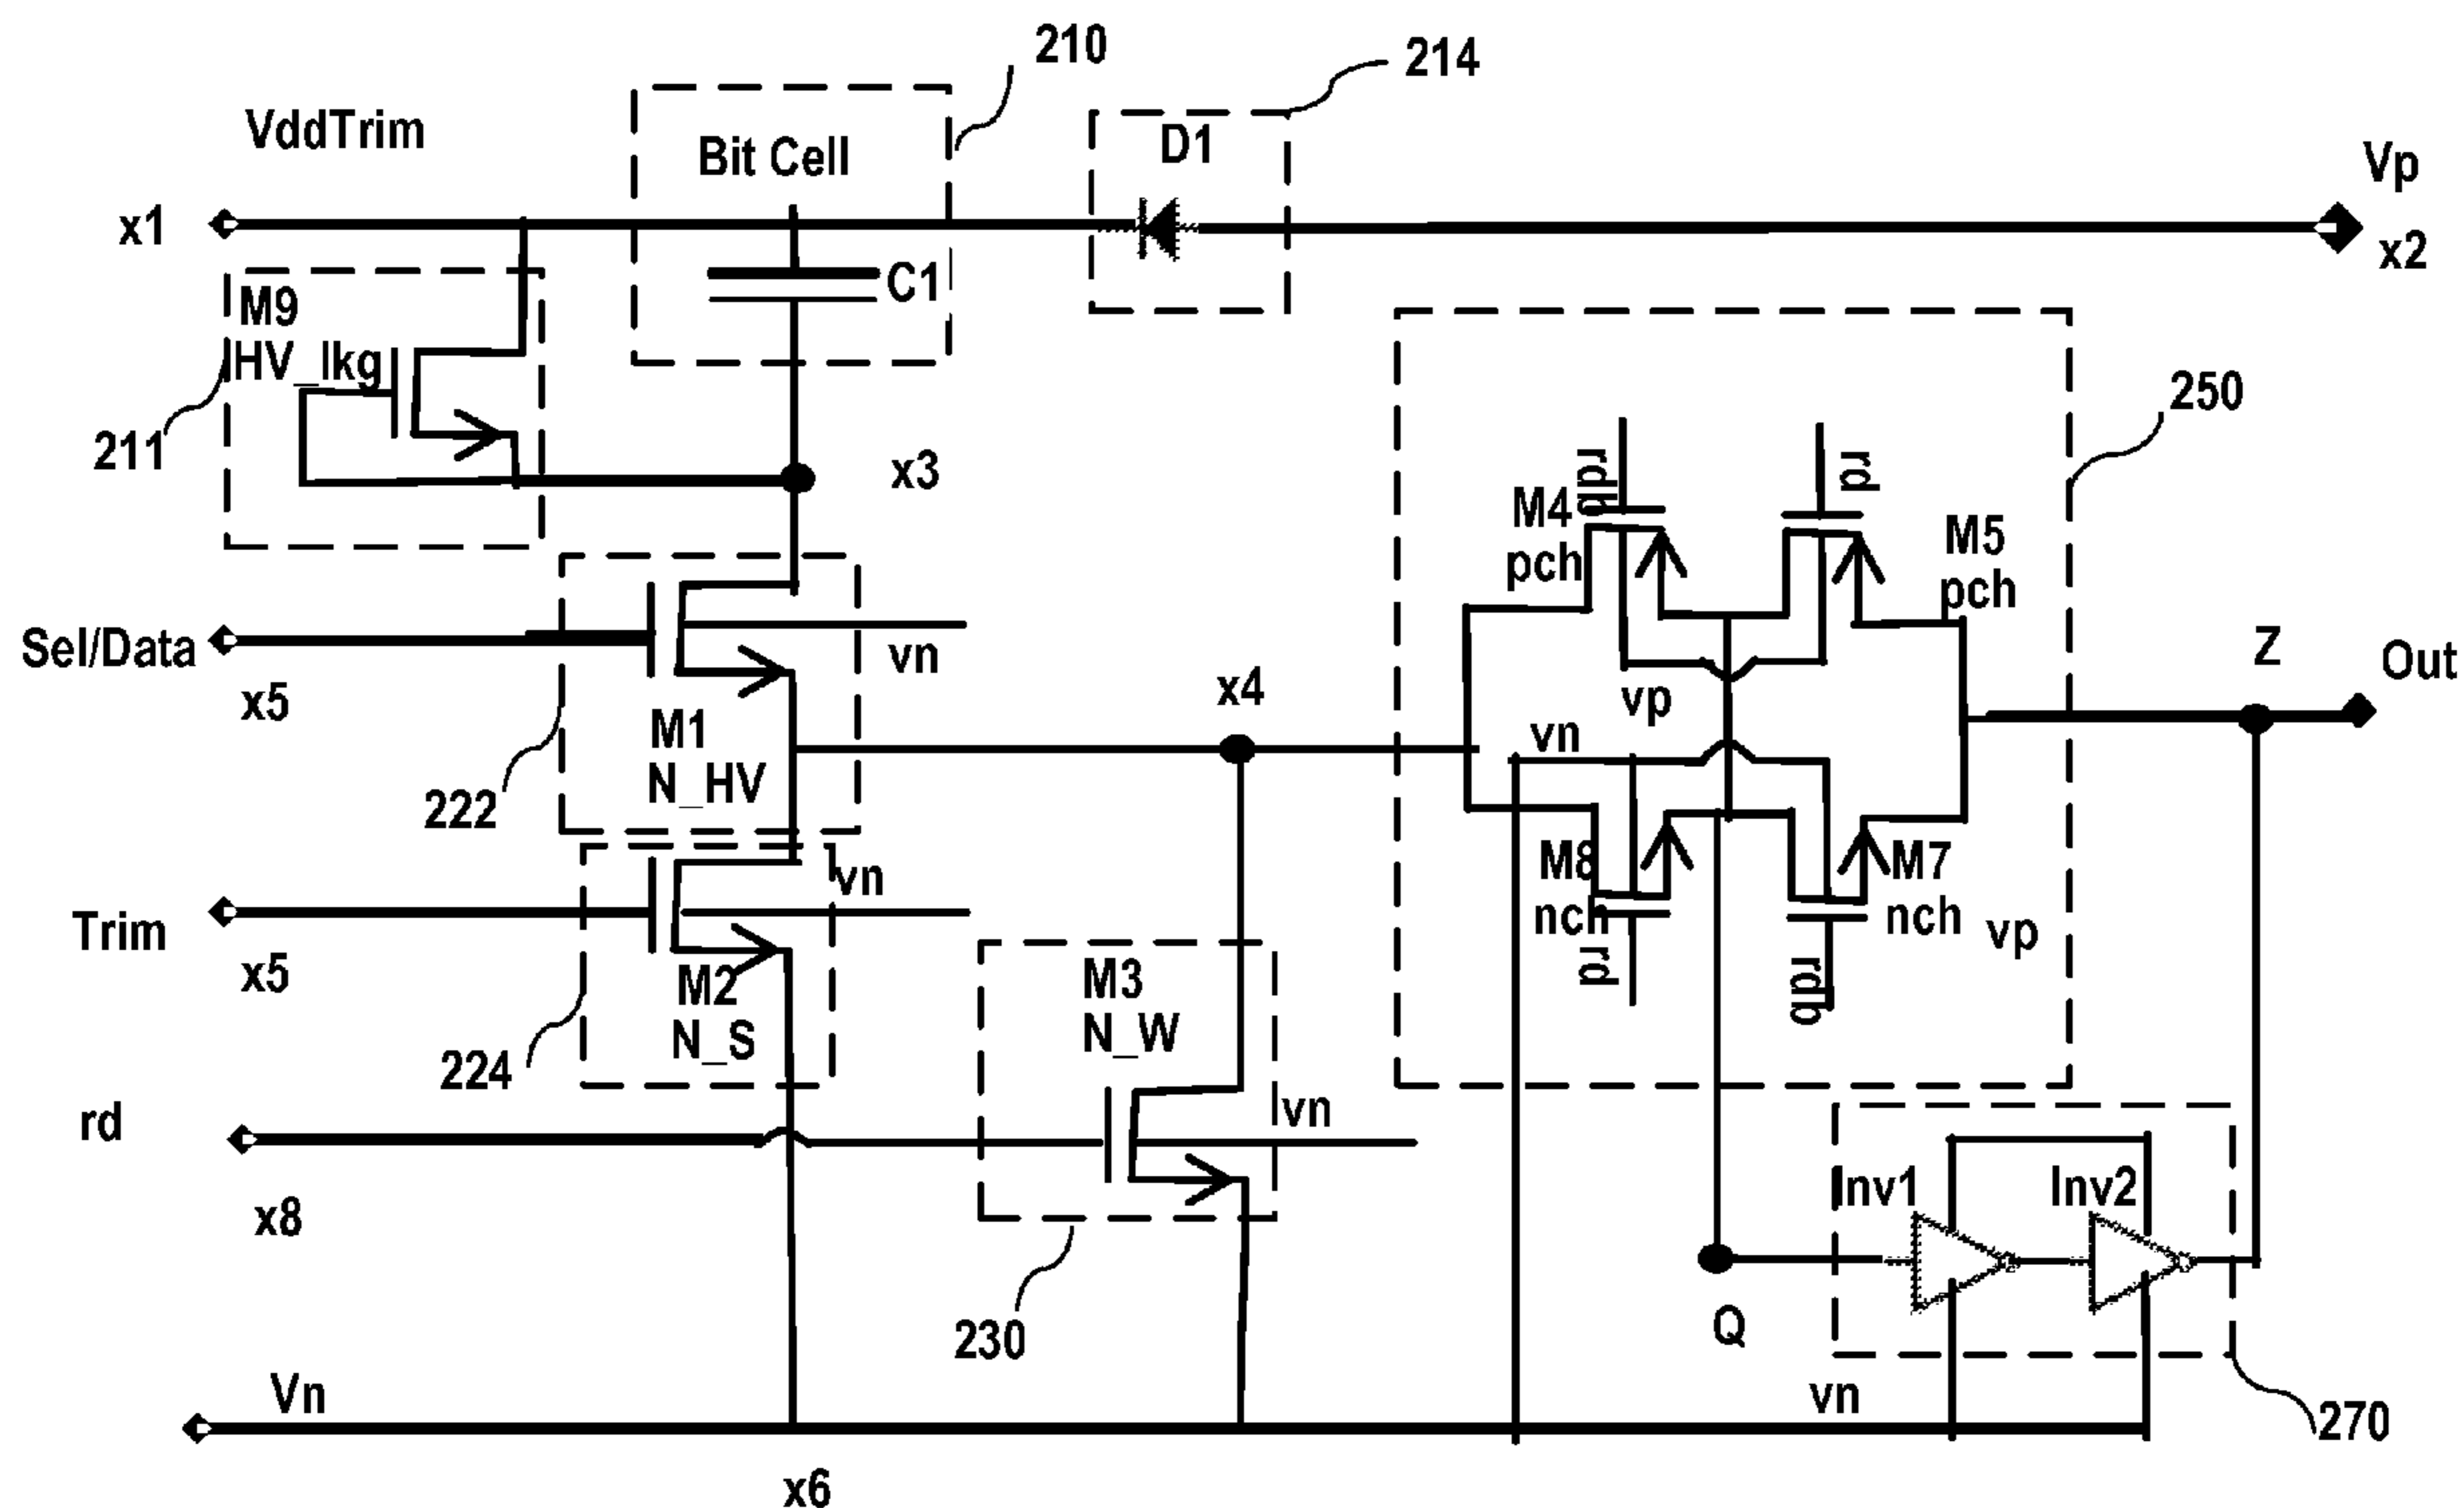 210
214
VddTrim
D1
Bit Cell
Vp
x1
x2
C1
M9
HV_lkg
250
211
rdb
rd
x3
M4
pch
M5
pch
Sel/Data
vn
Z
Out
x5
x4
vp
M1
N_HV
vn
222
M8
nch
M7
nch
vn
Trim
vp
x5
M2
N_S
M3
N_W
rd
rdb
224
rd
vn
Inv1
Inv2
x8
230
Q
Vn
vn
270
x6